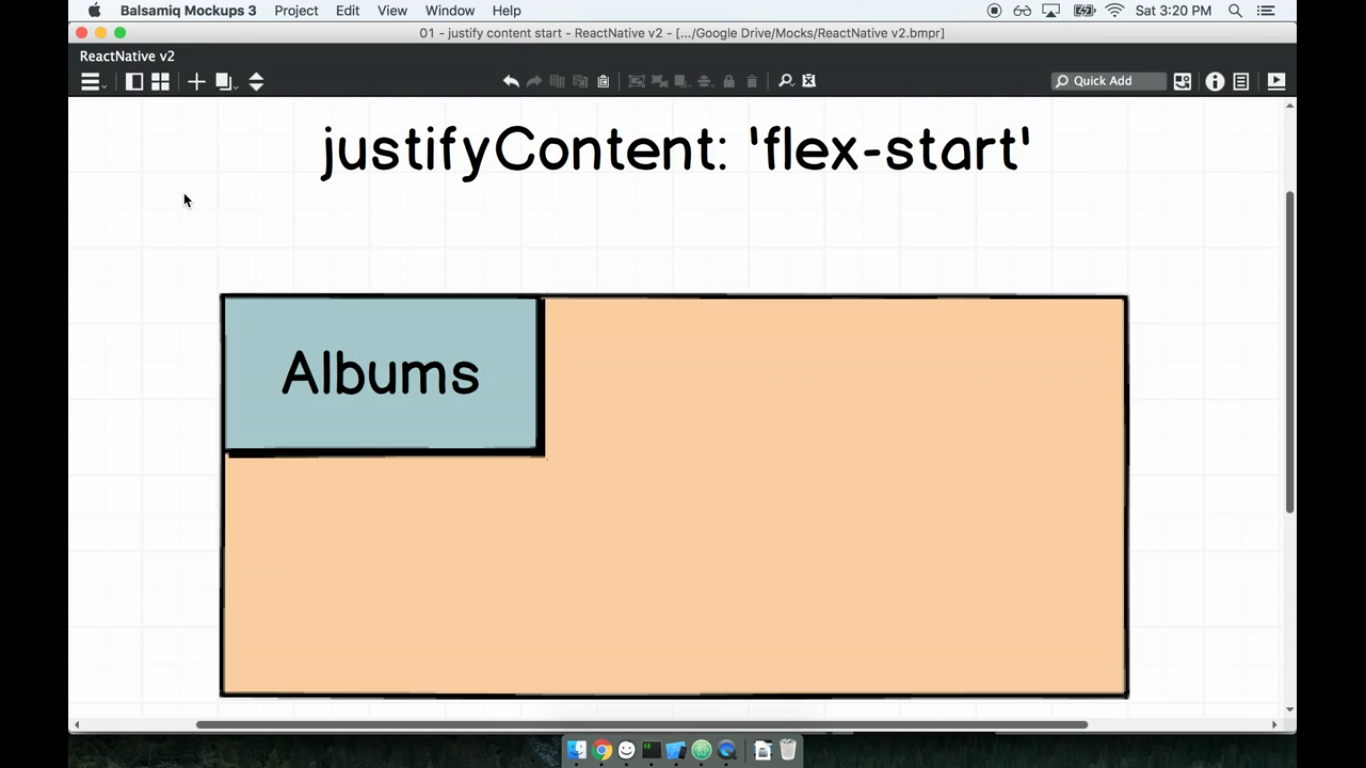 Balsamiq Mockups 3 Project Edit View Window Help Sat 3:20 PM
01 - justify content start - ReactNative v2 - [.../Google Drive/Mocks/ReactNative v2.bmpr]
ReactNative v2
Quick Add
justifyContent: 'flex-start'
Albums